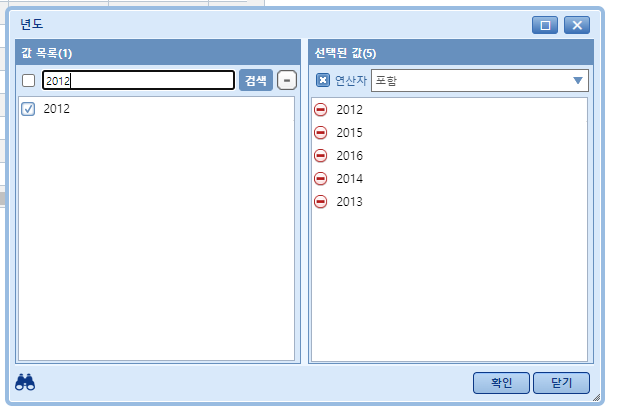 년도
값 목록(1)
2012
검색
2012
선택된 값(5)
연산자
포함
2012
2015
2016
2014
2013
확인
닫기